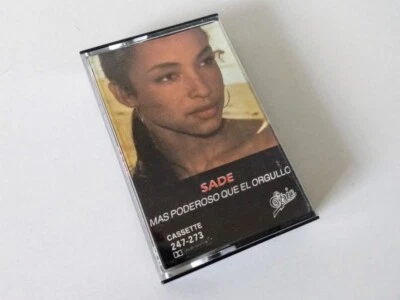 SADE
MAS PODEROSO QUE EL ORGULLO
Epic
CASSETTE
247-273